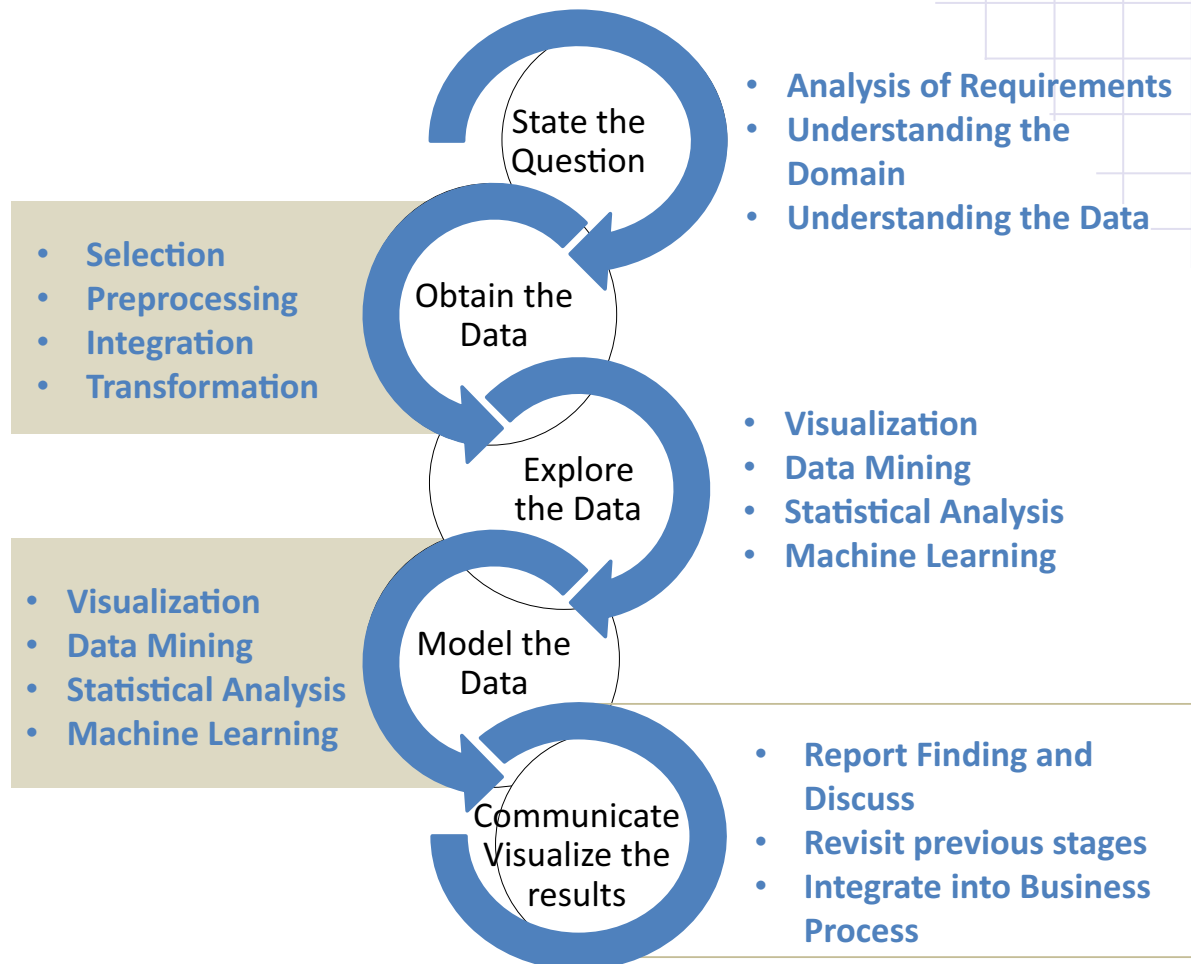 State the
Question
• Analysis of Requirements
• Understanding the
Domain
• Understanding the Data
Obtain the
Data
• Selection
• Preprocessing
• Integration
• Transformation
Explore
the Data
• Visualization
• Data Mining
• Statistical Analysis
• Machine Learning
Model the
Data
• Visualization
• Data Mining
• Statistical Analysis
• Machine Learning
Communicate
Visualize the
results
• Report Finding and
Discuss
• Revisit previous stages
• Integrate into Business
Process